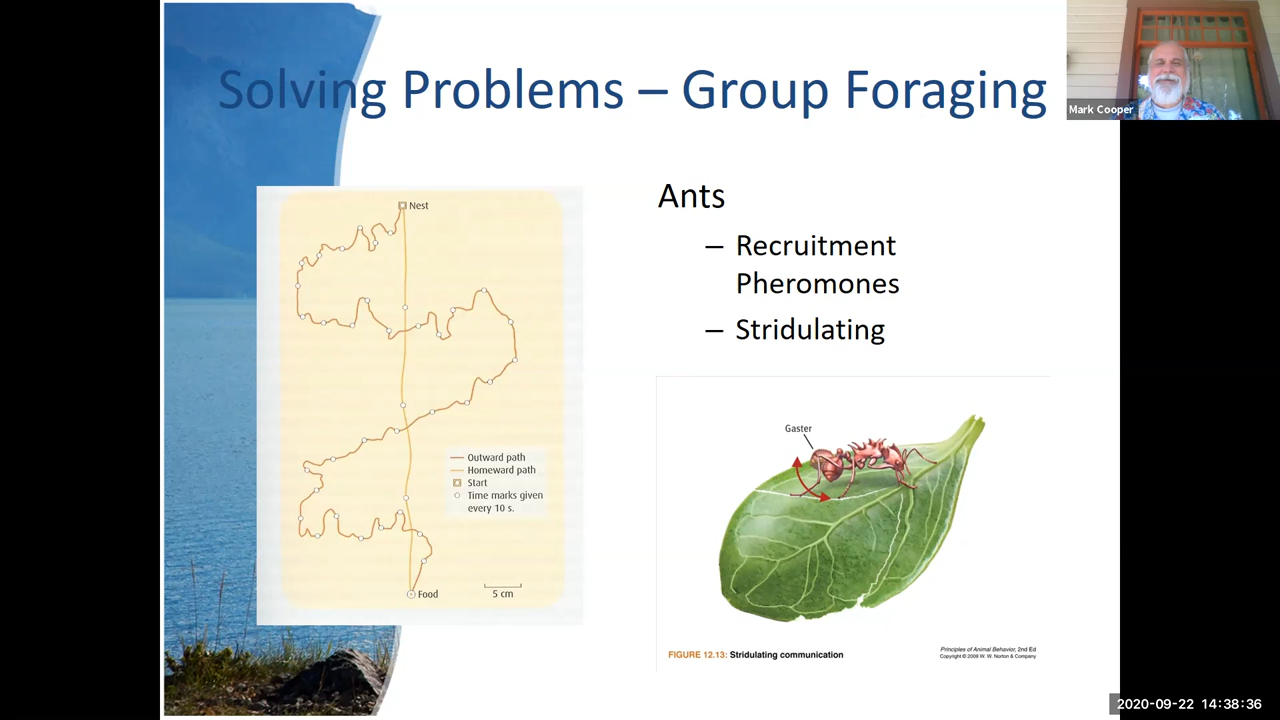 Solving Problems – Group Foraging
Mark Cooper
Nest
Outward path
Homeward path
Start
Time marks given
every 10 s.
Food
5 cm
Ants
– Recruitment
Pheromones
– Stridulating
Gaster
FIGURE 12.13: Stridulating communication
Principles of Animal Behavior, 2nd Ed
Copyright © 2009 W. W. Norton & Company
2020-09-22 14:38:36